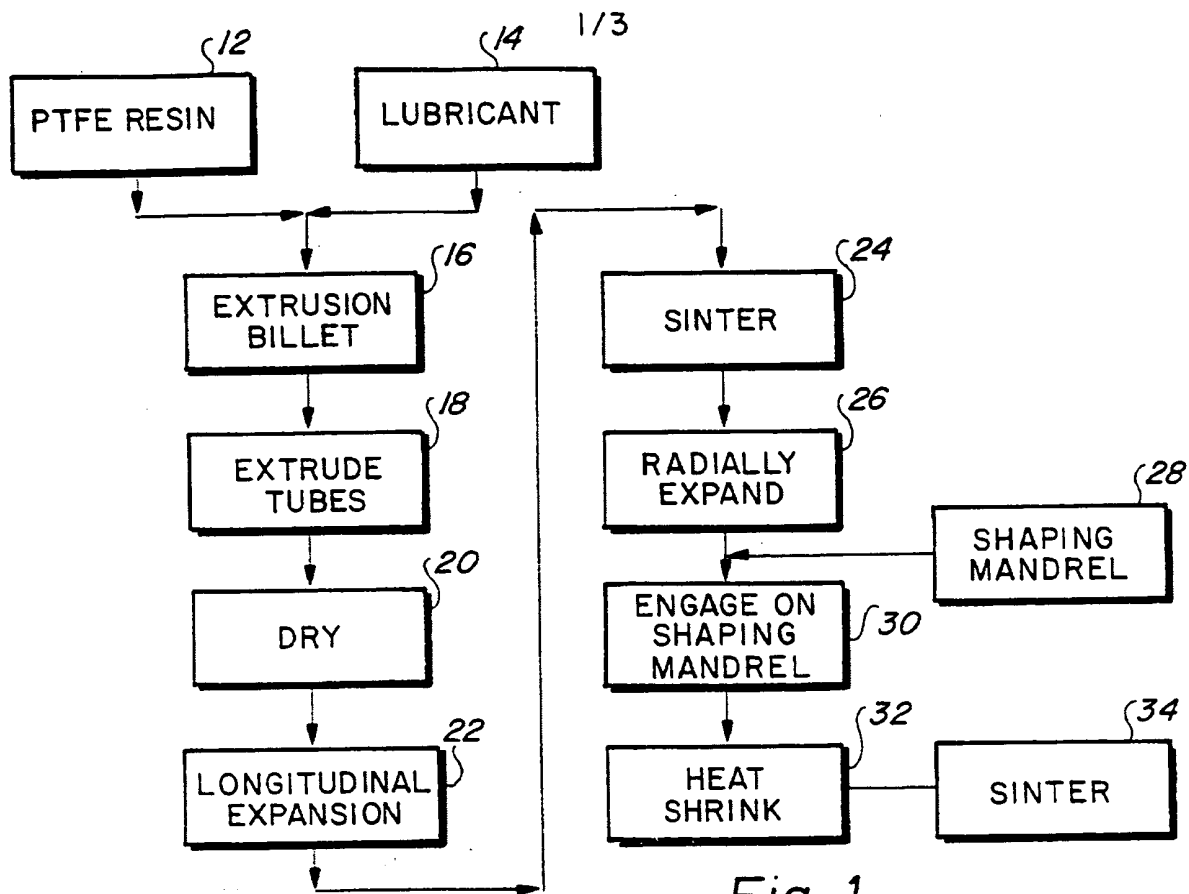 1/3
12
14
PTFE RESIN
LUBRICANT
16
EXTRUSION
BILLET
18
EXTRUDE
TUBES
20
DRY
22
LONGITUDINAL
EXPANSION
24
SINTER
26
RADIALLY
EXPAND
28
SHAPING
MANDREL
30
ENGAGE ON
SHAPING
MANDREL
32
HEAT
SHRINK
34
SINTER
Fig. 1